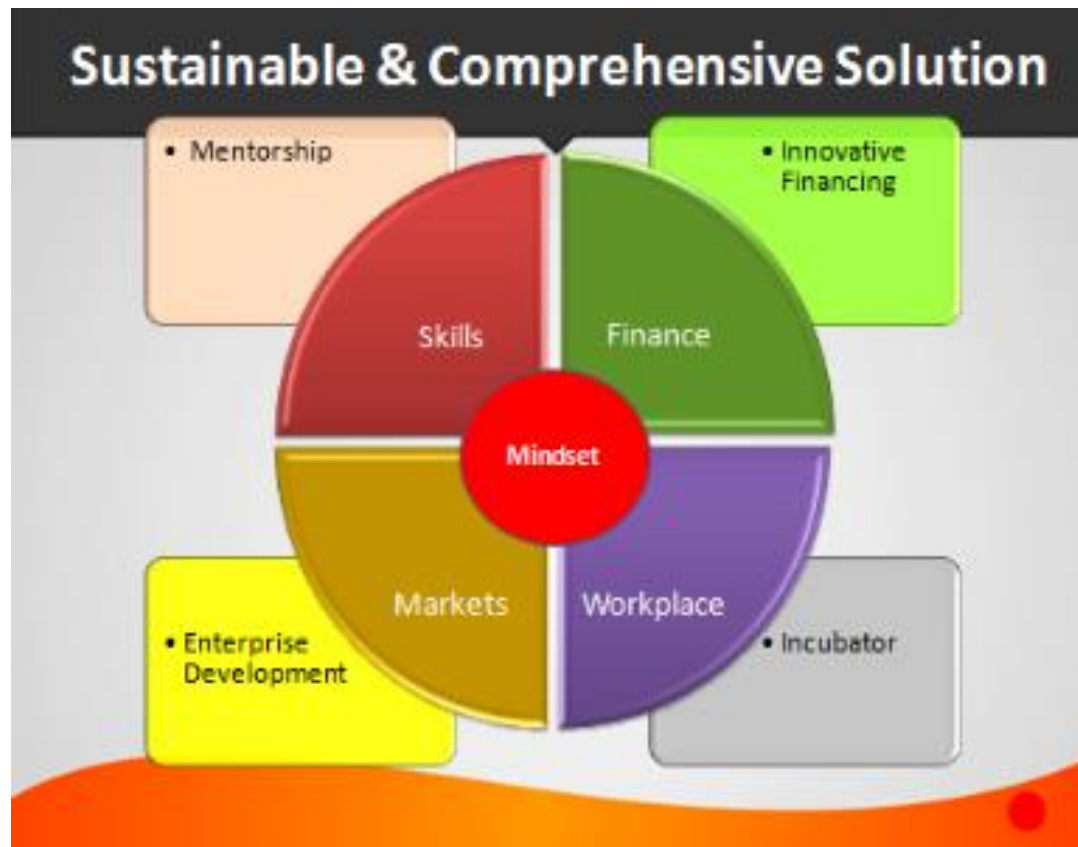 Sustainable & Comprehensive Solution
• Mentorship
• Innovative
Financing
Skills
Finance
Mindset
Markets
Workplace
• Enterprise
Development
• Incubator